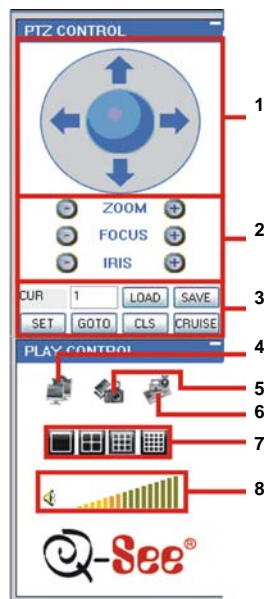 PTZ CONTROL
1
ZOOM
2
FOCUS
IRIS
CUR 1 LOAD SAVE
3
SET GOTO CLS CRUISE
PLAY CONTROL
4
5
6
7
8
Q-See®